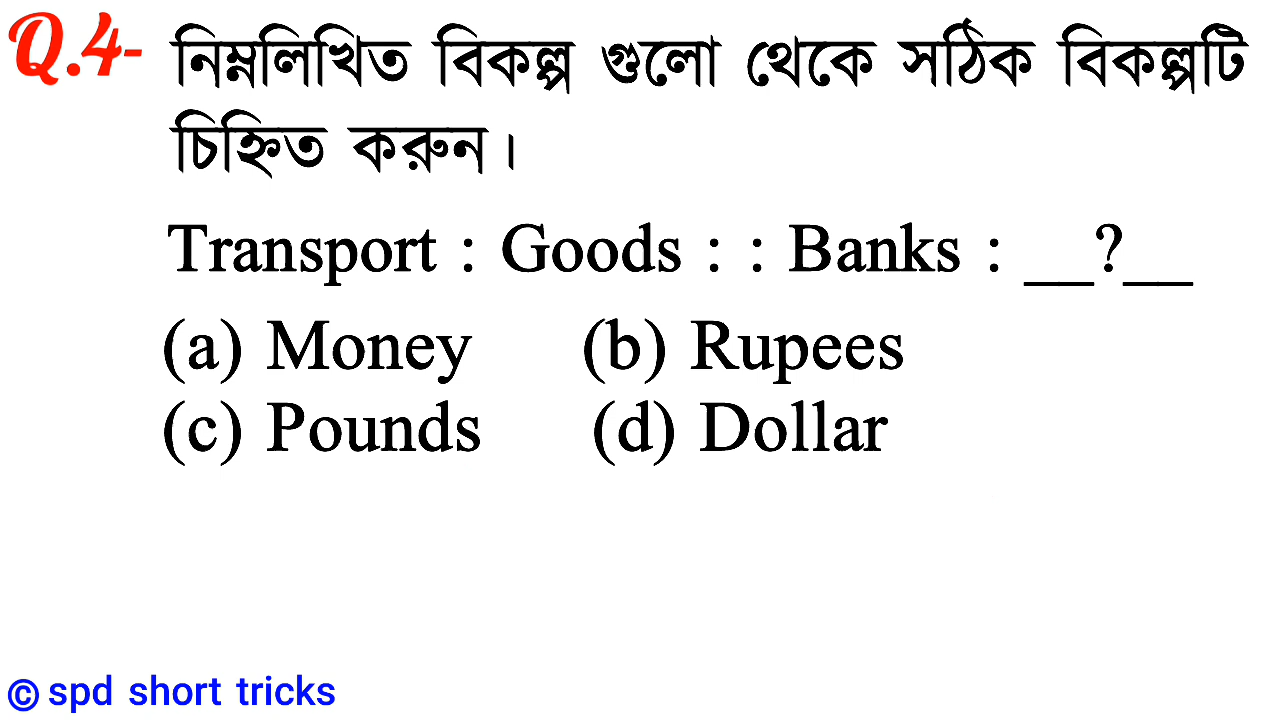 Q.4- নিম্নলিখিত বিকল্প গুলো থেকে সঠিক বিকল্পটি
চিহ্নিত করুন।
Transport : Goods : : Banks : __?__
(a) Money (b) Rupees
(c) Pounds (d) Dollar
© spd short tricks